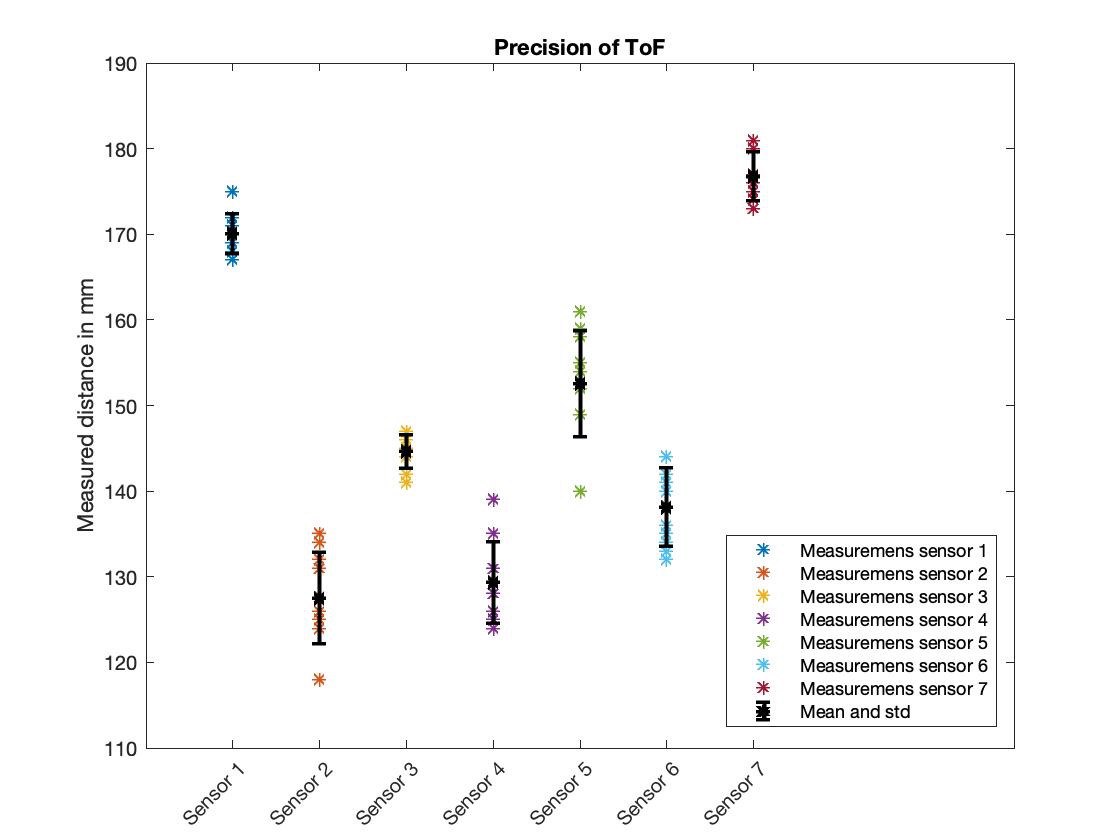 Precision of ToF
190
180
170
160
150
140
130
120
110
Measured distance in mm
Sensor 1
Sensor 2
Sensor 3
Sensor 4
Sensor 5
Sensor 6
Sensor 7
Measuremens sensor 1
Measuremens sensor 2
Measuremens sensor 3
Measuremens sensor 4
Measuremens sensor 5
Measuremens sensor 6
Measuremens sensor 7
Mean and std